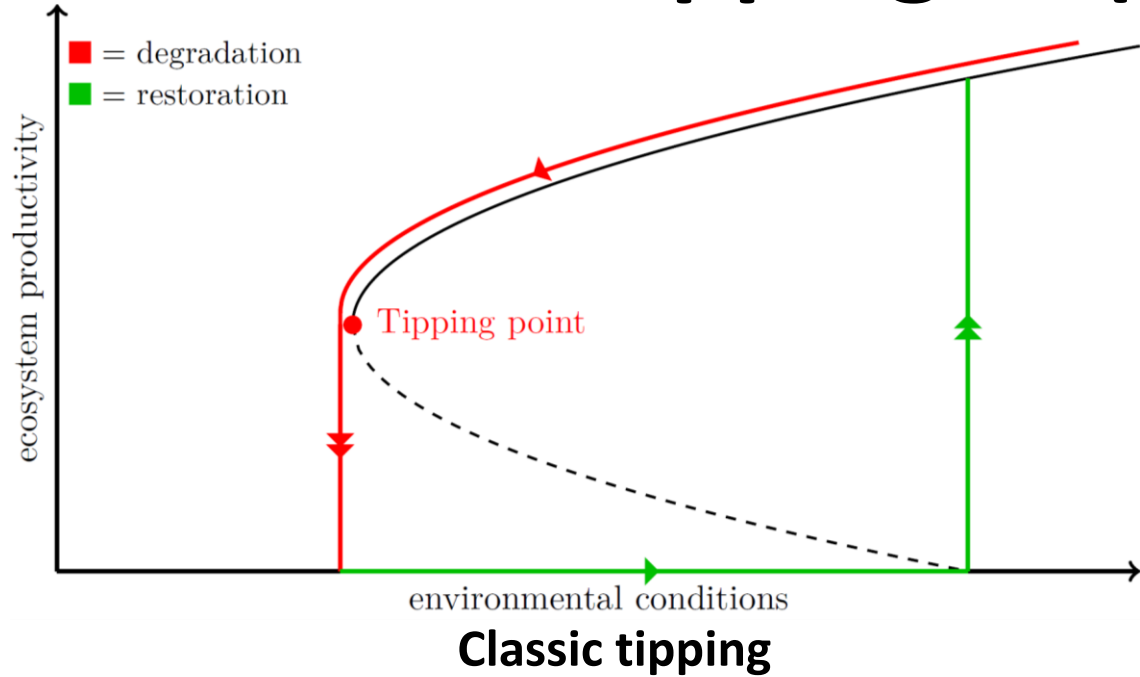 = degradation
= restoration
ecosystem productivity
Tipping point
environmental conditions
Classic tipping